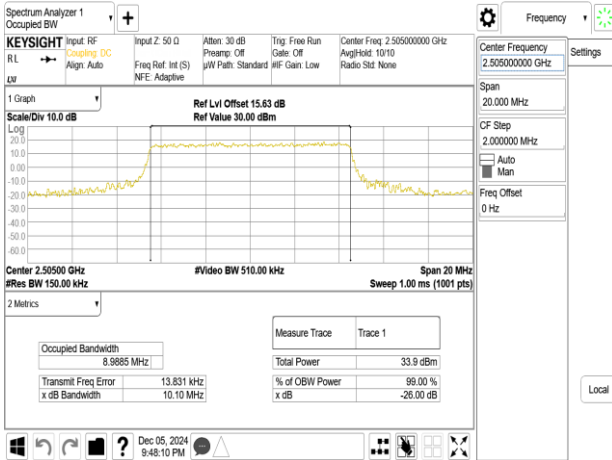 Spectrum Analyzer 1
Occupied BW
Frequency
KEYSIGHT
Input: RF
Coupling: DC
Align: Auto
Input Z: 50 Ω
Freq Ref: Int (S)
NFE: Adaptive
Atten: 30 dB
Preamp: Off
µW Path: Standard
Trig: Free Run
Gate: Off
#IF Gain: Low
Center Freq: 2.505000000 GHz
Avg|Hold: 10/10
Radio Std: None
RL
LXI
Center Frequency
2.505000000 GHz
Settings
Span
20.000 MHz
CF Step
2.000000 MHz
Auto
Man
Freq Offset
0 Hz
Local
1 Graph
Scale/Div 10.0 dB
Ref Lvl Offset 15.63 dB
Ref Value 30.00 dBm
Log
20.0
10.0
0.00
-10.0
-20.0
-30.0
-40.0
-50.0
-60.0
Center 2.50500 GHz
#Video BW 510.00 kHz
Span 20 MHz
#Res BW 150.00 kHz
Sweep 1.00 ms (1001 pts)
2 Metrics
Measure Trace
Trace 1
Occupied Bandwidth
8.9885 MHz
Total Power
33.9 dBm
Transmit Freq Error
13.831 kHz
% of OBW Power
99.00 %
x dB Bandwidth
10.10 MHz
x dB
-26.00 dB
Dec 05, 2024
9:48:10 PM